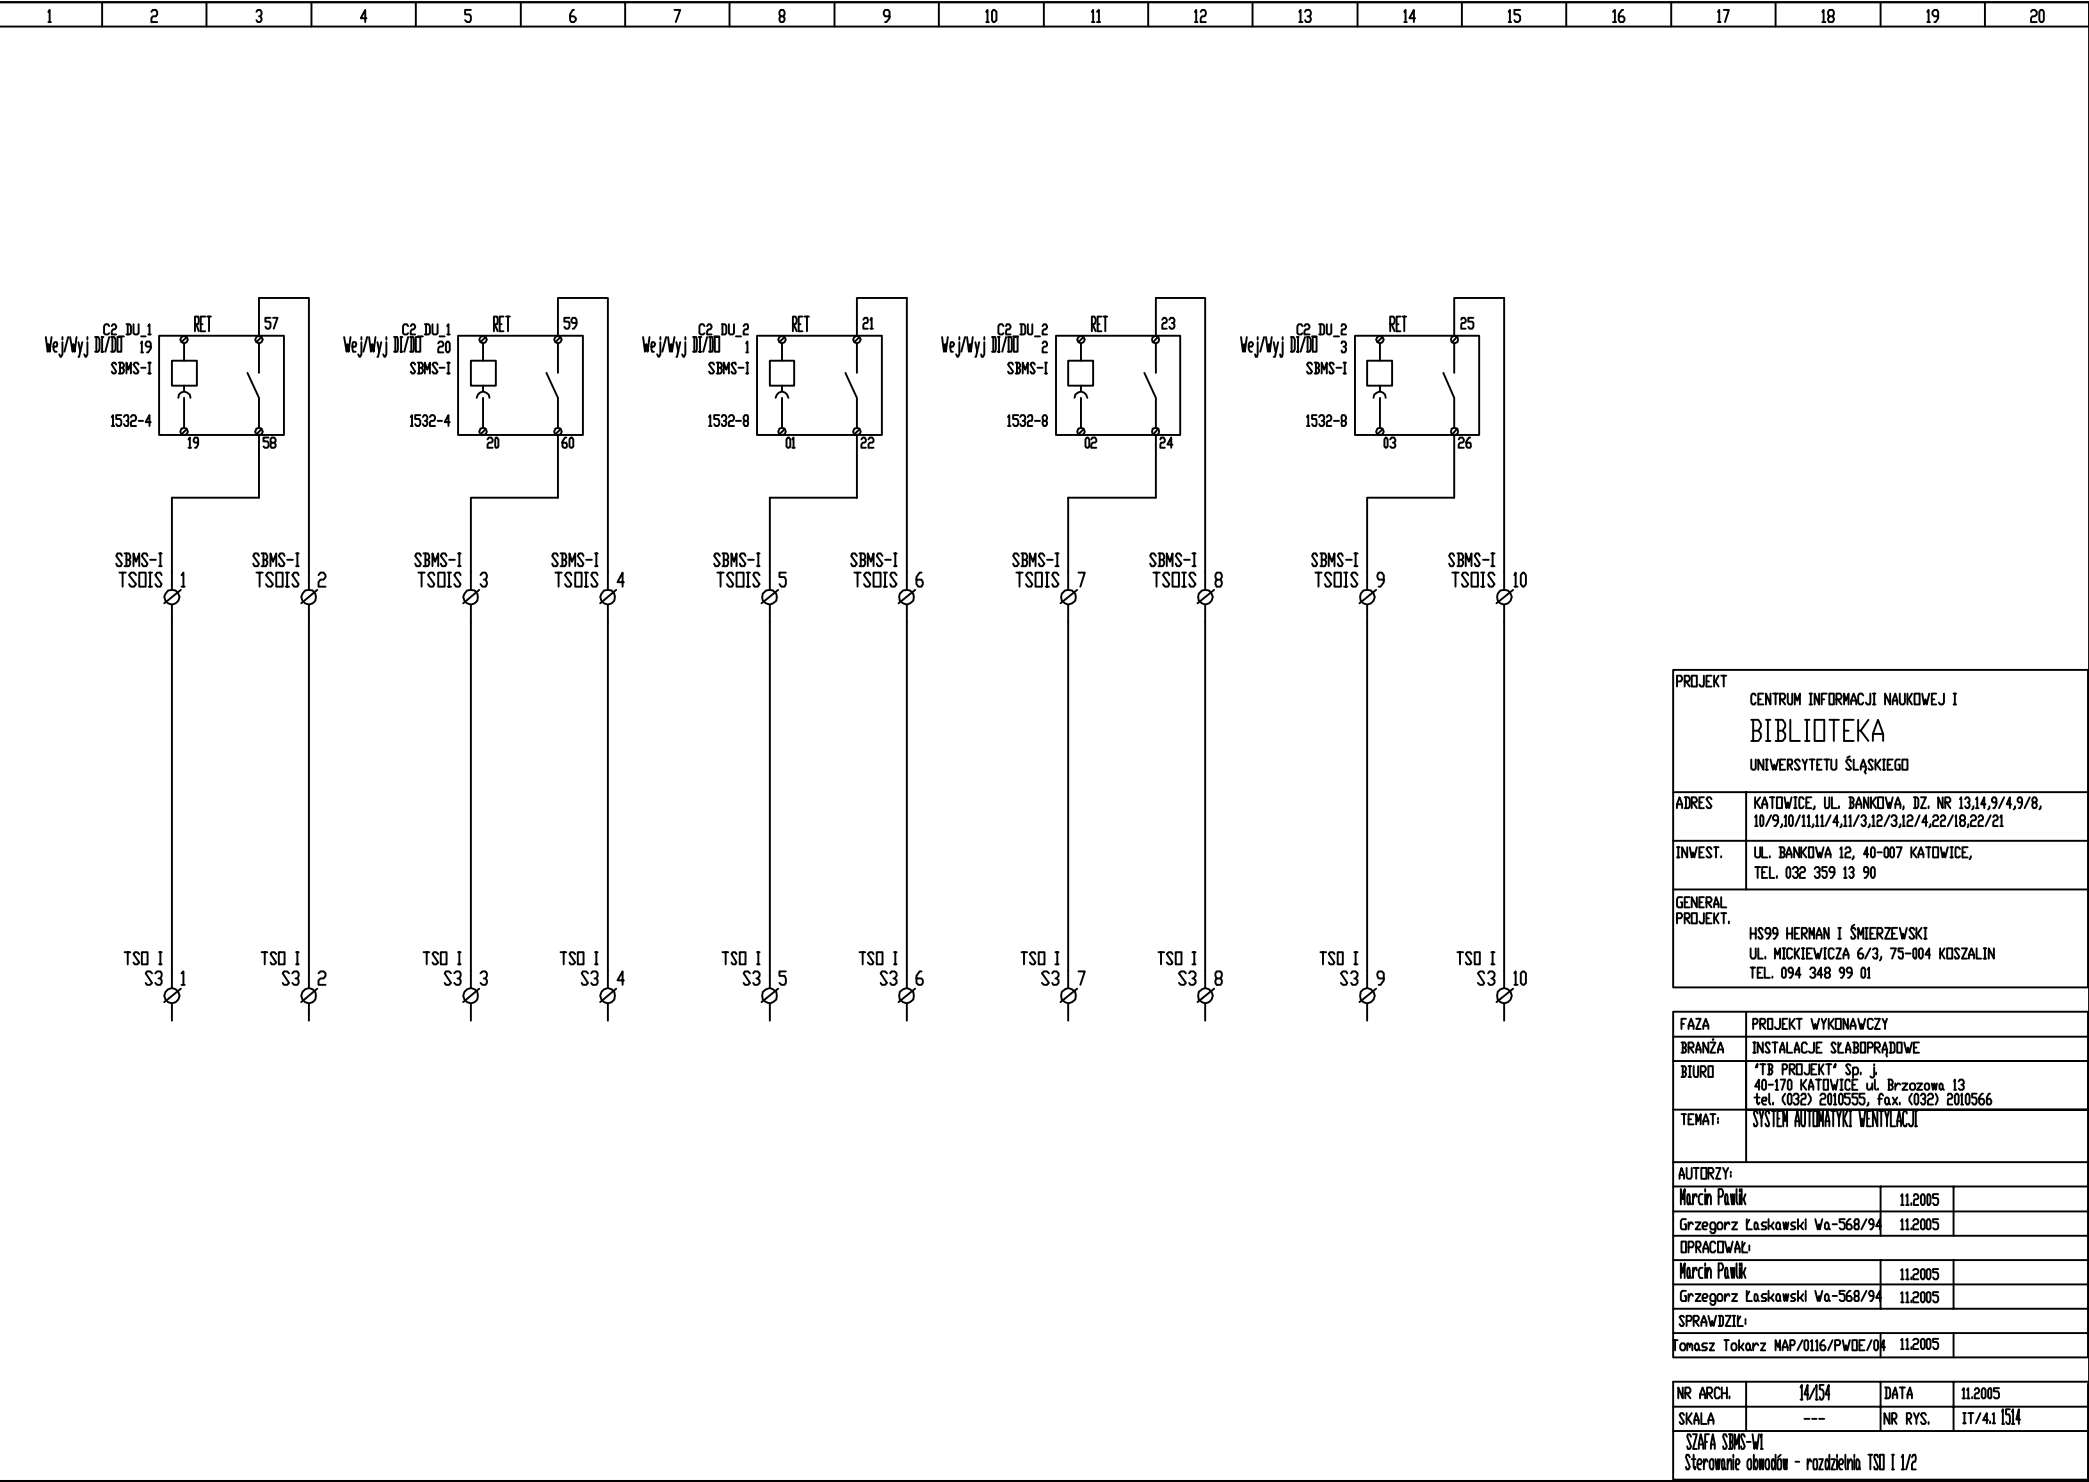 1 2 3 4 5 6 7 8 9 10 11 12 13 14 15 16 17 18 19 20
C2_DU_1 RET 57
Wej/Wyj DI/DO 19
SBMS-I
1532-4
19 58
C2_DU_1 RET 59
Wej/Wyj DI/DO 20
SBMS-I
1532-4
20 60
C2_DU_2 RET 21
Wej/Wyj DI/DO 1
SBMS-I
1532-8
01 22
C2_DU_2 RET 23
Wej/Wyj DI/DO 2
SBMS-I
1532-8
02 24
C2_DU_2 RET 25
Wej/Wyj DI/DO 3
SBMS-I
1532-8
03 26
SBMS-I SBMS-I SBMS-I SBMS-I SBMS-I SBMS-I SBMS-I SBMS-I SBMS-I SBMS-I
TSOIS 1 TSOIS 2 TSOIS 3 TSOIS 4 TSOIS 5 TSOIS 6 TSOIS 7 TSOIS 8 TSOIS 9 TSOIS 10
TSO I TSO I TSO I TSO I TSO I TSO I TSO I TSO I TSO I TSO I
S3 1 S3 2 S3 3 S3 4 S3 5 S3 6 S3 7 S3 8 S3 9 S3 10
PROJEKT
CENTRUM INFORMACJI NAUKOWEJ I
BIBLIOTEKA
UNIWERSYTETU ŚLĄSKIEGO
ADRES KATOWICE, UL. BANKOWA, DZ. NR 13,14,9/4,9/8,
10/9,10/11,11/4,11/3,12/3,12/4,22/18,22/21
INWEST. UL. BANKOWA 12, 40-007 KATOWICE,
TEL. 032 359 13 90
GENERAL
PROJEKT.
HS99 HERMAN I ŚMIERZEWSKI
UL. MICKIEWICZA 6/3, 75-004 KOSZALIN
TEL. 094 348 99 01
FAZA PROJEKT WYKONAWCZY
BRANŻA INSTALACJE SŁABOPRĄDOWE
BIURO "TB PROJEKT" Sp. j.
40-170 KATOWICE ul. Brzozowa 13
tel. (032) 2010555, fax. (032) 2010566
TEMAT: SYSTEM AUTOMATYKI WENTYLACJI
AUTORZY:
Marcin Pawlik 11.2005
Grzegorz Łaskawski Wa-568/94 11.2005
OPRACOWAŁ:
Marcin Pawlik 11.2005
Grzegorz Łaskawski Wa-568/94 11.2005
SPRAWDZIŁ:
Tomasz Tokarz MAP/0116/PWOE/04 11.2005
NR ARCH. 14/154 DATA 11.2005
SKALA --- NR RYS. IT/4.1 1514
SZAFA SBMS-W1
Sterowanie obwodów - rozdzielnia TSO I 1/2